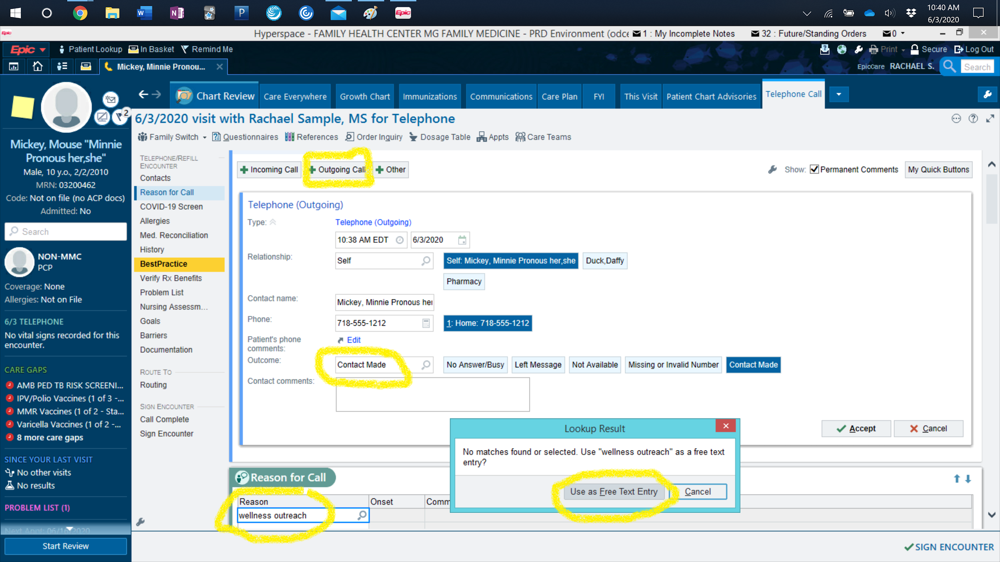 10:40 AM
6/3/2020
W
N
P
Epic
Epic
Hyperspace - FAMILY HEALTH CENTER MG FAMILY MEDICINE - PRD Environment (odce
1 : My Incomplete Notes
32 : Future/Standing Orders
0
Epic
Patient Lookup
In Basket
Remind Me
Print
Secure
Log Out
Mickey, Minnie Pronou...
EpicCare
RACHAEL S.
Search
Chart Review
Care Everywhere
Growth Chart
Immunizations
Communications
Care Plan
FYI
This Visit
Patient Chart Advisories
Telephone Call
2
6/3/2020 visit with Rachael Sample, MS for Telephone
Family Switch
Questionnaires
References
Order Inquiry
Dosage Table
Appts
Care Teams
Mickey, Mouse "Minnie
Pronous her,she"
Male, 10 y.o., 2/2/2010
MRN: 03200462
Code: Not on file (no ACP docs)
Admitted: No
Search
NON-MMC
PCP
Coverage: None
Allergies: Not on File
6/3 TELEPHONE
No vital signs recorded for this
encounter.
CARE GAPS
AMB PED TB RISK SCREENI...
IPV/Polio Vaccines (1 of 3 -...
MMR Vaccines (1 of 2 - Sta...
Varicella Vaccines (1 of 2 -...
8 more care gaps
SINCE YOUR LAST VISIT
No other visits
No results
PROBLEM LIST (1)
Next Appt: 06/16/2020
Start Review
TELEPHONE/REFILL
ENCOUNTER
Contacts
Reason for Call
COVID-19 Screen
Allergies
Med. Reconciliation
History
BestPractice
Verify Rx Benefits
Problem List
Nursing Assessm...
Goals
Barriers
Documentation
ROUTE TO
Routing
SIGN ENCOUNTER
Call Complete
Sign Encounter
Incoming Call
Outgoing Call
Other
Show:
Permanent Comments
My Quick Buttons
Telephone (Outgoing)
Type:
Telephone (Outgoing)
10:38 AM EDT
6/3/2020
Relationship:
Self
Self: Mickey, Minnie Pronous her,she
Duck,Daffy
Pharmacy
Contact name:
Mickey, Minnie Pronous her
Phone:
718-555-1212
1: Home: 718-555-1212
Patient's phone
comments:
Edit
Outcome:
Contact Made
No Answer/Busy
Left Message
Not Available
Missing or Invalid Number
Contact Made
Contact comments:
Accept
Cancel
Lookup Result
No matches found or selected. Use "wellness outreach" as a free text
entry?
Use as Free Text Entry
Cancel
Reason for Call
Reason
Onset
Comm
wellness outreach
SIGN ENCOUNTER